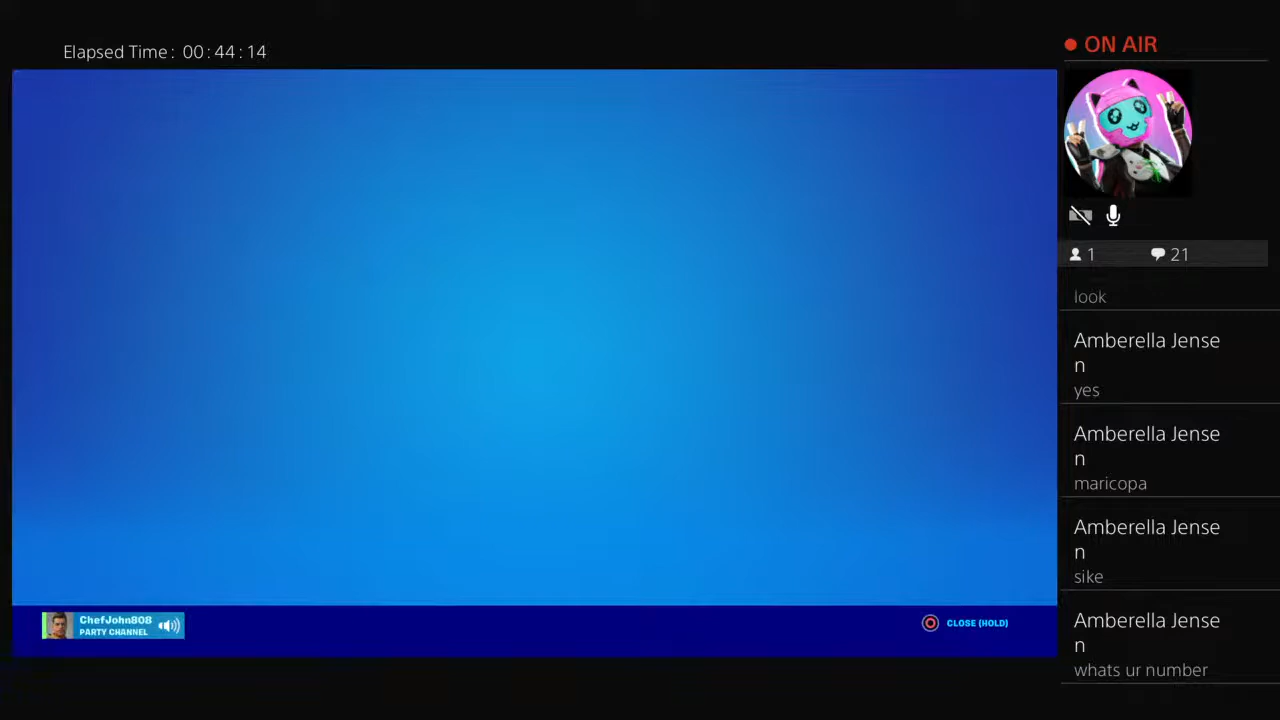 Elapsed Time: 00:44:14
ON AIR
1 21
look
Amberella Jense
n
yes
Amberella Jense
n
maricopa
Amberella Jense
n
sike
Amberella Jense
n
whats ur number
ChefJohn808
PARTY CHANNEL
CLOSE (HOLD)